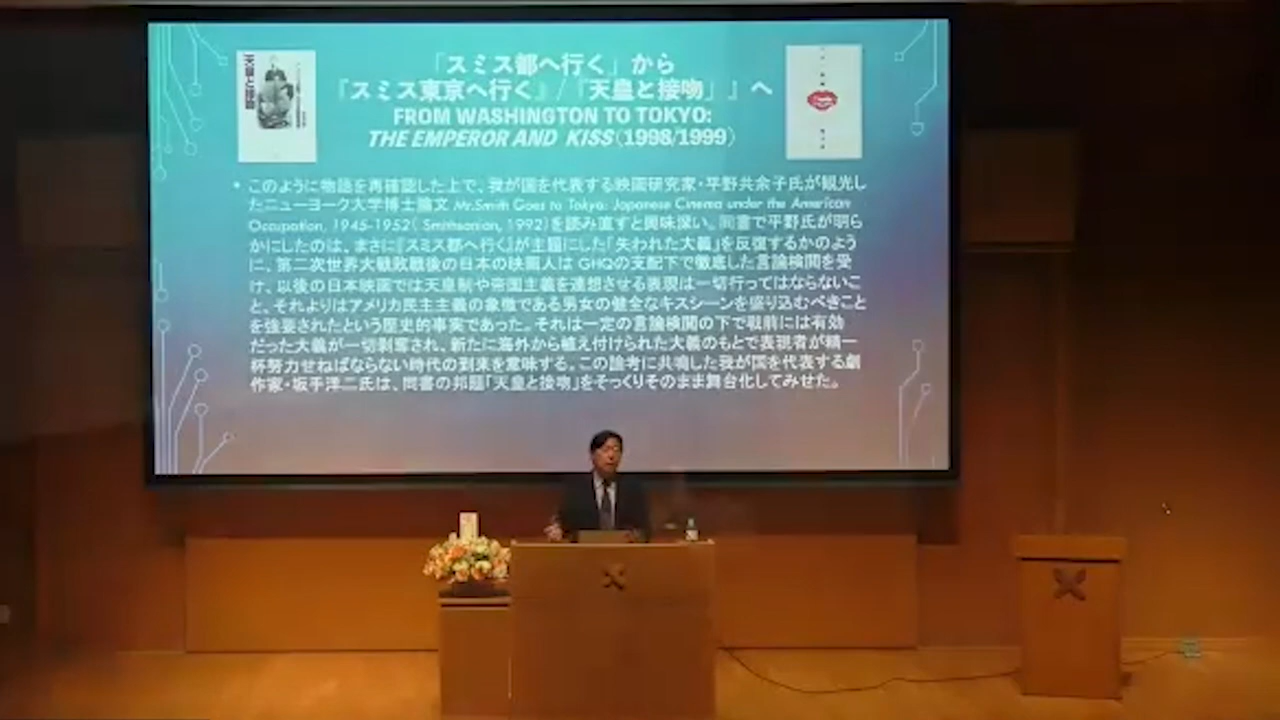 天皇と接吻
「スミス都へ行く」から
『スミス東京へ行く』/『天皇と接吻」』へ
FROM WASHINGTON TO TOKYO:
THE EMPEROR AND KISS(1998/1999)
• このように物語を再確認した上で、我が国を代表する映画研究家・平野共余子氏が観光し
たニューヨーク大学博士論文 Mr.Smith Goes to Tokyo: Japanese Cinema under the American
Occupation, 1945-1952( Smithsonian, 1992)を読み直すと興味深い。同書で平野氏が明ら
かにしたのは、まさに『スミス都へ行く』が主題にした「失われた大義」を反復するかのよう
に、第二次世界大戦敗戦後の日本の映画人は GHQの支配下で徹底した言論検閲を受
け、以後の日本映画では天皇制や帝国主義を連想させる表現は一切行ってはならないこ
と、それよりはアメリカ民主主義の象徴である男女の健全なキスシーンを盛り込むべきこと
を強要されたという歴史的事実であった。それは一定の言論検閲の下で戦前には有効
だった大義が一切剥奪され、新たに海外から植え付けられた大義のもとで表現者が精一
杯努力せねばならない時代の到来を意味する。この論考に共鳴した我が国を代表する劇
作家・坂手洋二氏は、同書の邦題「天皇と接吻」をそっくりそのまま舞台化してみせた。